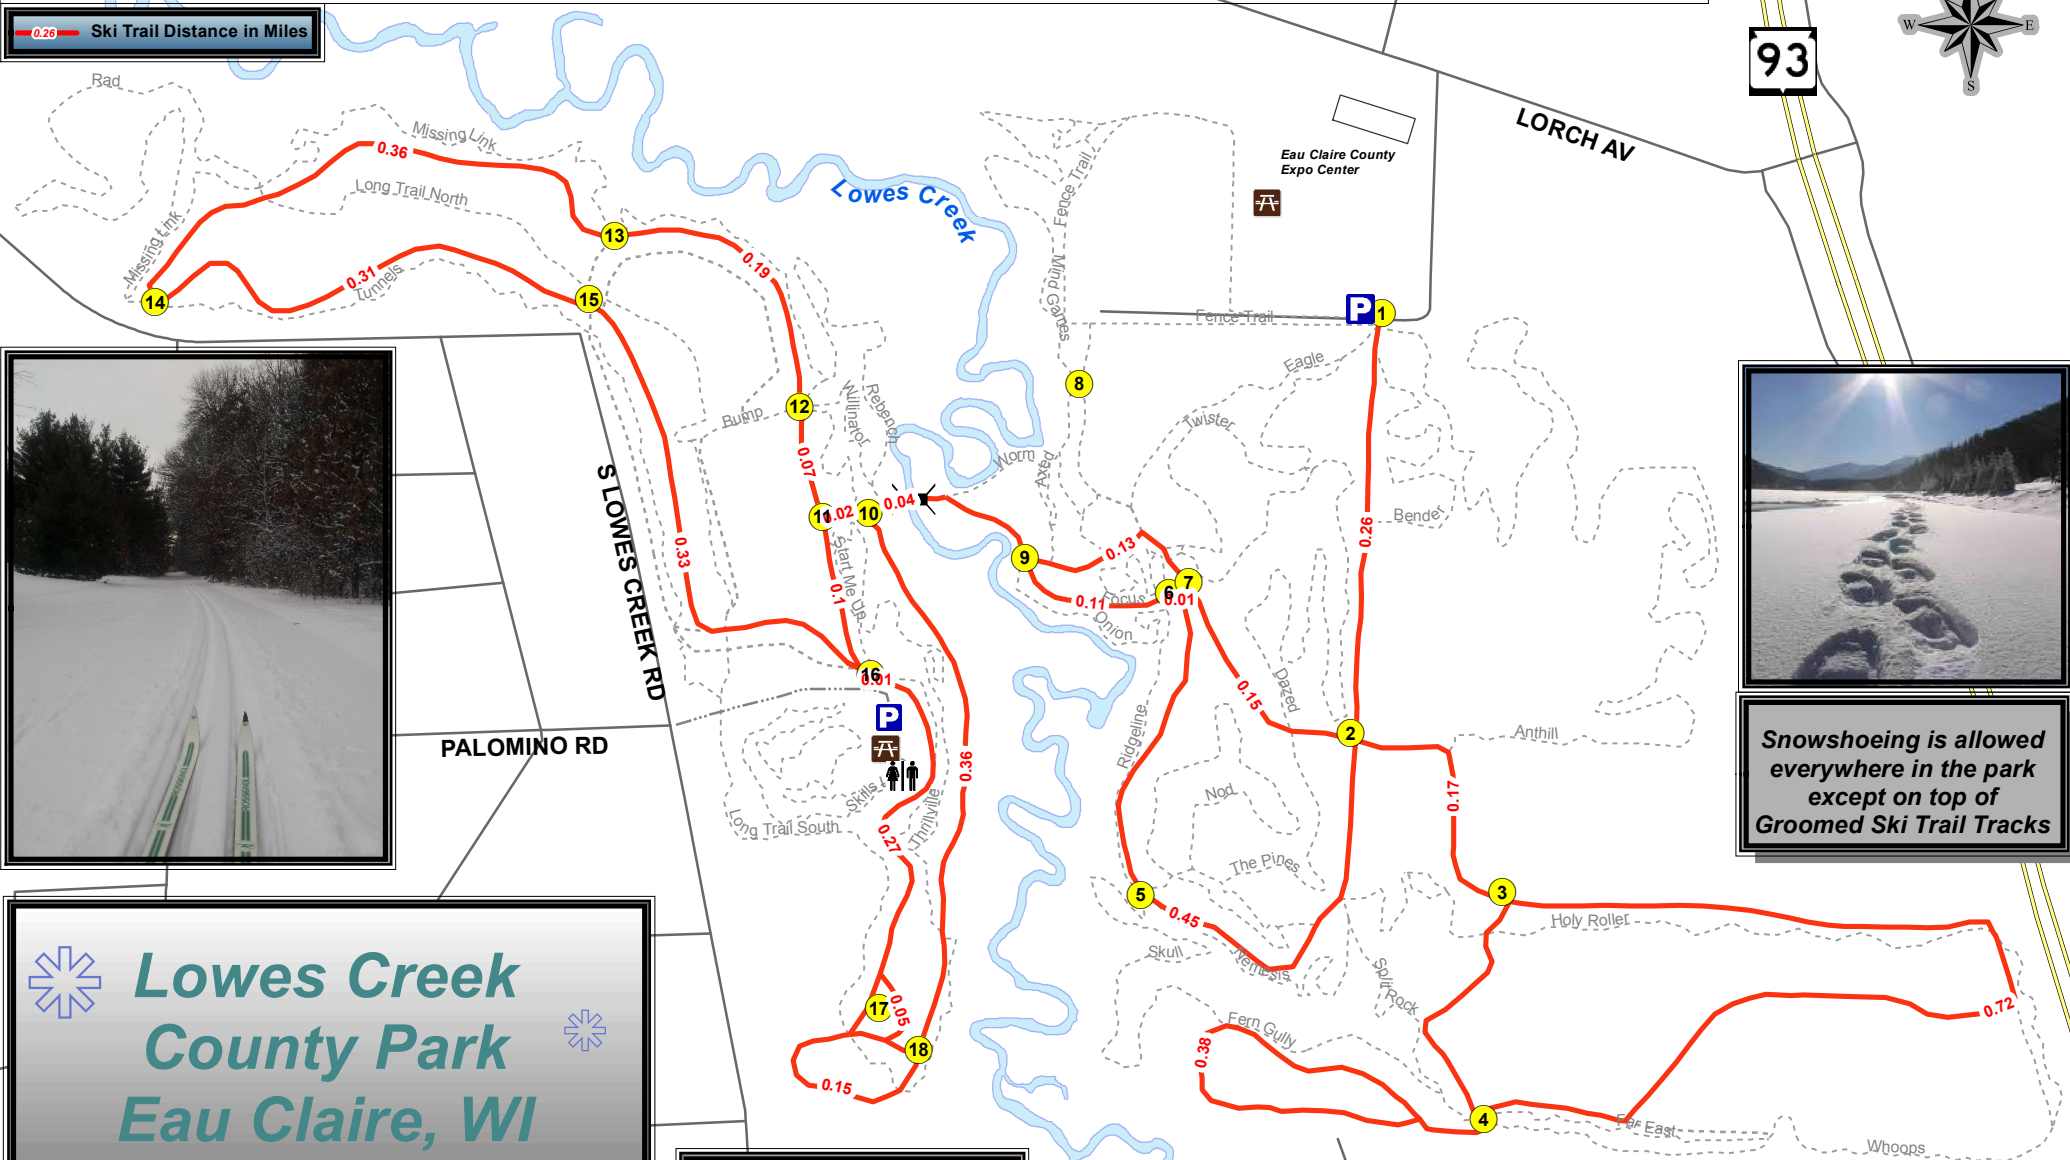 0.26 Ski Trail Distance in Miles
93
W
E
S
LORCH AV
Eau Claire County
Expo Center
Lowes Creek
Rad
Missing Link
0.36
Long Trail North
Missing Link
13
0.19
14
0.31
Tunnels
15
Fence Trail
Mind Games
P
1
Fence Trail
Eagle
8
Bump
12
Willinator
Rebench
Twister
Worm
Axed
0.07
S LOWES CREEK RD
11
0.02
10
0.04
Bender
0.26
0.33
Start Me Up
0.1
9
0.13
7
6
0.01
Focus
0.11
Onion
16
0.01
P
0.15
Dazed
2
Anthill
Ridgeline
PALOMINO RD
0.36
0.17
Nod
Skills
Thrillville
Long Trail South
0.27
The Pines
5
0.45
3
Holy Roller
Skull
Nemesis
Split Rock
17
0.05
18
0.15
Fern Gully
0.38
0.72
4
Far East
Whoops
ROSSIGNOL
ROSSIGNOL
Snowshoeing is allowed
everywhere in the park
except on top of
Groomed Ski Trail Tracks
Lowes Creek
County Park
Eau Claire, WI